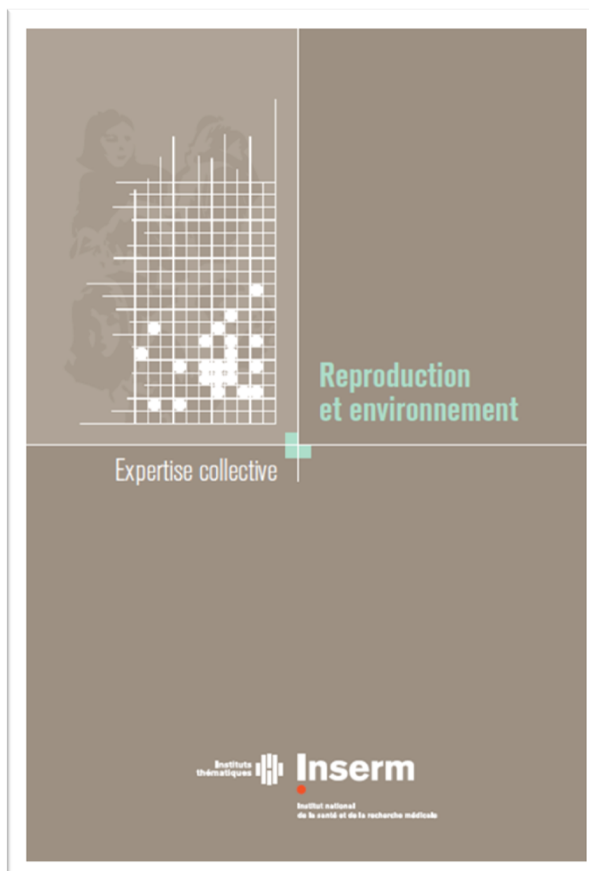 Reproduction
et environnement
Expertise collective
Instituts
thématiques
Inserm
Institut national
de la santé et de la recherche médicale